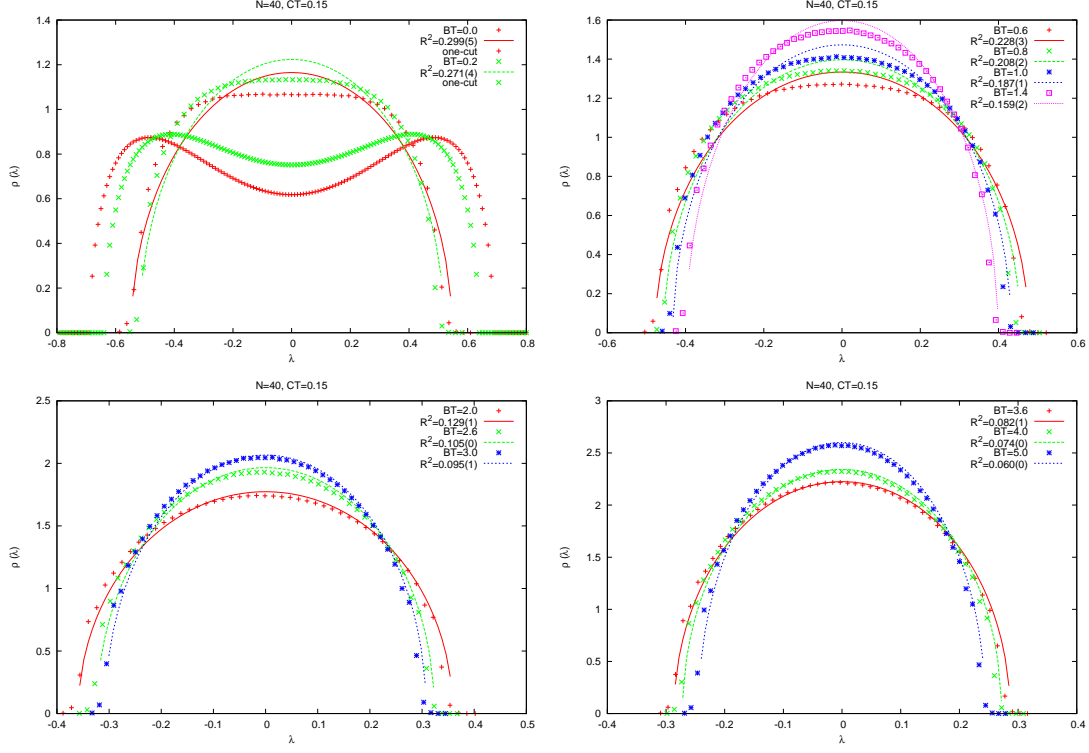 N=40, CT=0.15
BT=0.0
R²=0.299(5)
one-cut
BT=0.2
R²=0.271(4)
one-cut
ρ (λ)
1.4
1.2
1
0.8
0.6
0.4
0.2
0
-0.8 -0.6 -0.4 -0.2 0 0.2 0.4 0.6 0.8
λ
N=40, CT=0.15
BT=0.6
R²=0.228(3)
BT=0.8
R²=0.208(2)
BT=1.0
R²=0.187(1)
BT=1.4
R²=0.159(2)
ρ (λ)
1.6
1.4
1.2
1
0.8
0.6
0.4
0.2
0
-0.6 -0.4 -0.2 0 0.2 0.4 0.6
λ
N=40, CT=0.15
BT=2.0
R²=0.129(1)
BT=2.6
R²=0.105(0)
BT=3.0
R²=0.095(1)
ρ (λ)
2.5
2
1.5
1
0.5
0
-0.4 -0.3 -0.2 -0.1 0 0.1 0.2 0.3 0.4 0.5
λ
N=40, CT=0.15
BT=3.6
R²=0.082(1)
BT=4.0
R²=0.074(0)
BT=5.0
R²=0.060(0)
ρ (λ)
3
2.5
2
1.5
1
0.5
0
-0.4 -0.3 -0.2 -0.1 0 0.1 0.2 0.3 0.4
λ